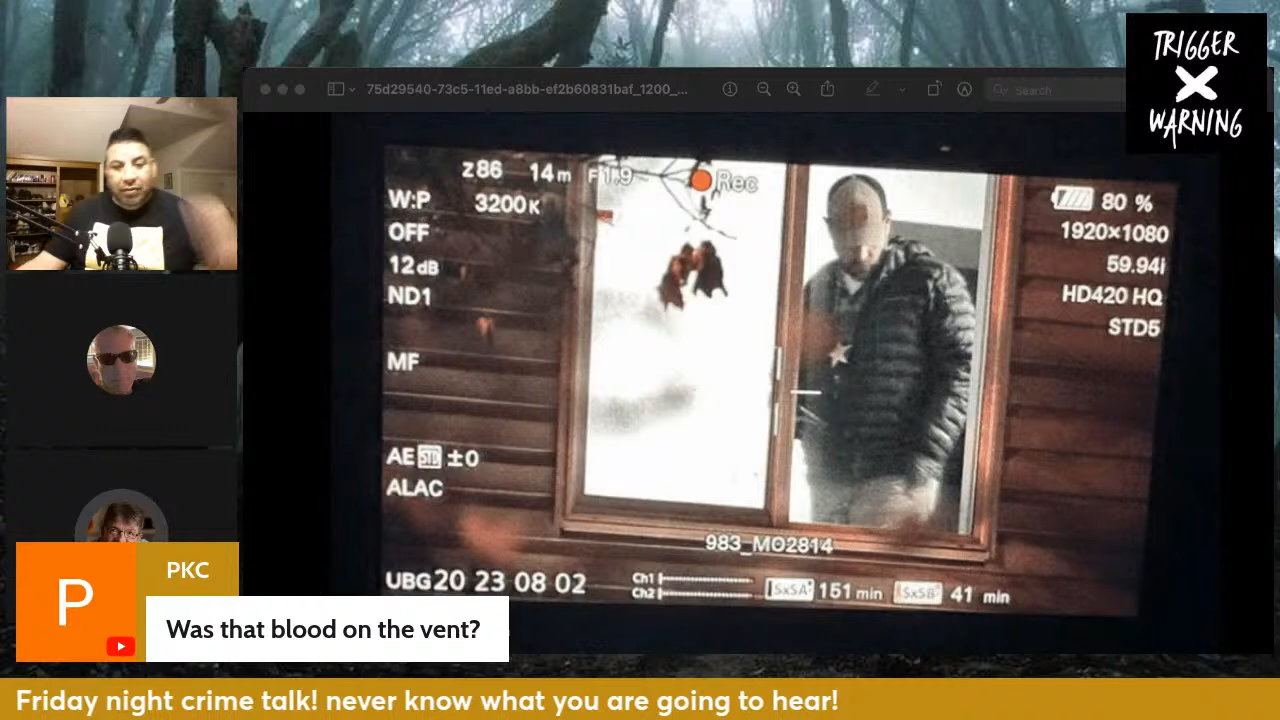 75d29540-73c5-11ed-a8bb-ef2b60831baf_1200_...
Search
TRIGGER
X
WARNING
Z86 14m F1.9 Rec
W:P 3200K
OFF
12dB
ND1
MF
AE STD ±0
ALAC
80 %
1920×1080
59.94i
HD420 HQ
STD5
983_MO2814
UBG 20 23 08 02
Ch1
Ch2
SxSA 151 min SxSB 41 min
P
PKC
Was that blood on the vent?
Friday night crime talk! never know what you are going to hear!